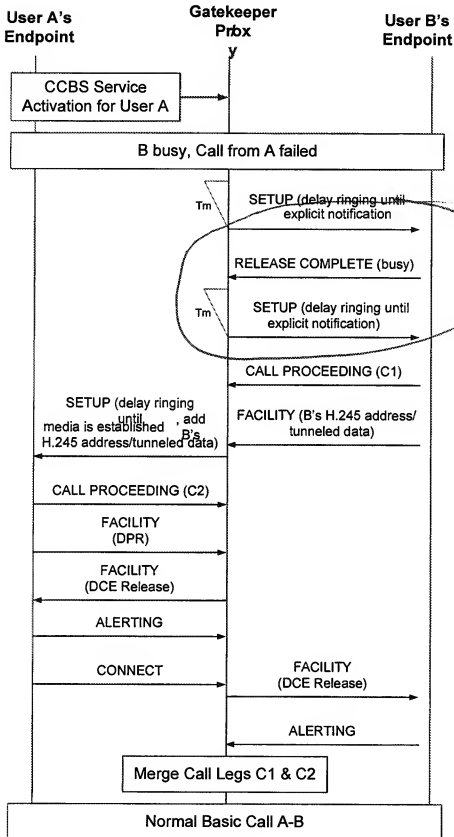 User A's
Endpoint
Gatekeeper
Proxy
User B's
Endpoint
CCBS Service
Activation for User A
B busy, Call from A failed
Tm
SETUP (delay ringing until
explicit notification
RELEASE COMPLETE (busy)
Tm
SETUP (delay ringing until
explicit notification)
CALL PROCEEDING (C1)
SETUP (delay ringing
until
media is established , add
B's
H.245 address/tunneled data)
FACILITY (B's H.245 address/
tunneled data)
CALL PROCEEDING (C2)
FACILITY
(DPR)
FACILITY
(DCE Release)
ALERTING
CONNECT
FACILITY
(DCE Release)
ALERTING
Merge Call Legs C1 & C2
Normal Basic Call A-B